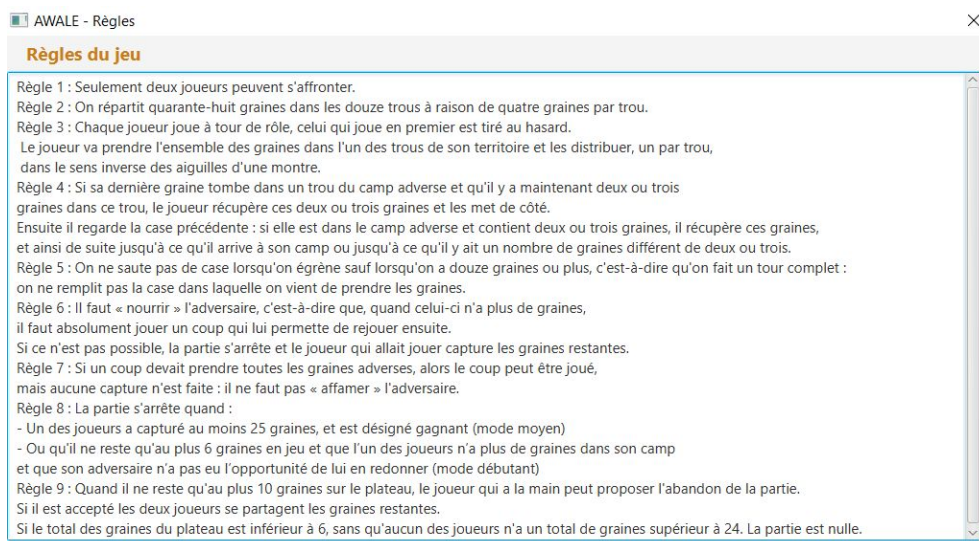 AWALE - Règles
Règles du jeu
Règle 1 : Seulement deux joueurs peuvent s'affronter.
Règle 2 : On répartit quarante-huit graines dans les douze trous à raison de quatre graines par trou.
Règle 3 : Chaque joueur joue à tour de rôle, celui qui joue en premier est tiré au hasard.
Le joueur va prendre l'ensemble des graines dans l'un des trous de son territoire et les distribuer, un par trou,
dans le sens inverse des aiguilles d'une montre.
Règle 4 : Si sa dernière graine tombe dans un trou du camp adverse et qu'il y a maintenant deux ou trois
graines dans ce trou, le joueur récupère ces deux ou trois graines et les met de côté.
Ensuite il regarde la case précédente : si elle est dans le camp adverse et contient deux ou trois graines, il récupère ces graines,
et ainsi de suite jusqu'à ce qu'il arrive à son camp ou jusqu'à ce qu'il y ait un nombre de graines différent de deux ou trois.
Règle 5 : On ne saute pas de case lorsqu'on égrène sauf lorsqu'on a douze graines ou plus, c'est-à-dire qu'on fait un tour complet :
on ne remplit pas la case dans laquelle on vient de prendre les graines.
Règle 6 : Il faut « nourrir » l'adversaire, c'est-à-dire que, quand celui-ci n'a plus de graines,
il faut absolument jouer un coup qui lui permette de rejouer ensuite.
Si ce n'est pas possible, la partie s'arrête et le joueur qui allait jouer capture les graines restantes.
Règle 7 : Si un coup devait prendre toutes les graines adverses, alors le coup peut être joué,
mais aucune capture n'est faite : il ne faut pas « affamer » l'adversaire.
Règle 8 : La partie s'arrête quand :
- Un des joueurs a capturé au moins 25 graines, et est désigné gagnant (mode moyen)
- Ou qu'il ne reste qu'au plus 6 graines en jeu et que l'un des joueurs n'a plus de graines dans son camp
et que son adversaire n'a pas eu l'opportunité de lui en redonner (mode débutant)
Règle 9 : Quand il ne reste qu'au plus 10 graines sur le plateau, le joueur qui a la main peut proposer l'abandon de la partie.
Si il est accepté les deux joueurs se partagent les graines restantes.
Si le total des graines du plateau est inférieur à 6, sans qu'aucun des joueurs n'a un total de graines supérieur à 24. La partie est nulle.